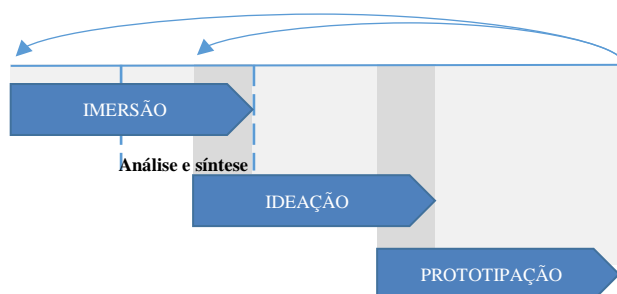 IMERSÃO
Análise e síntese
IDEAÇÃO
PROTOTIPAÇÃO